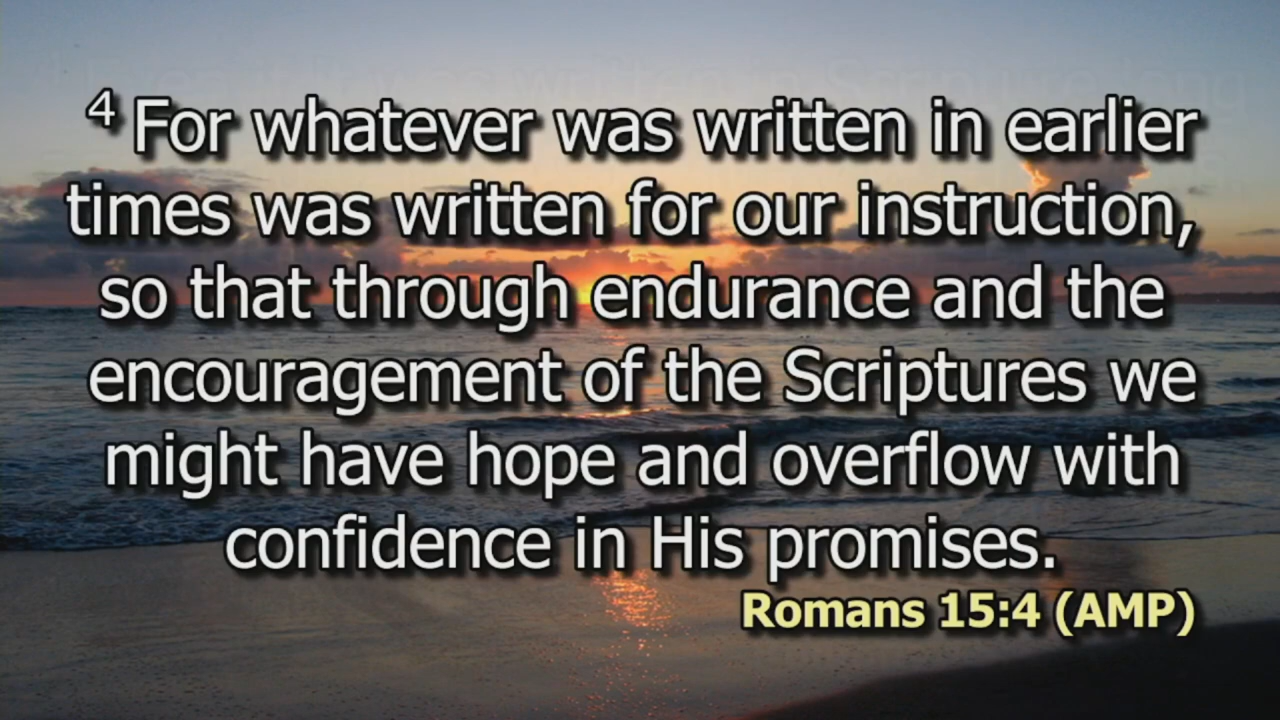 4 For whatever was written in earlier
times was written for our instruction,
so that through endurance and the
encouragement of the Scriptures we
might have hope and overflow with
confidence in His promises.
Romans 15:4 (AMP)